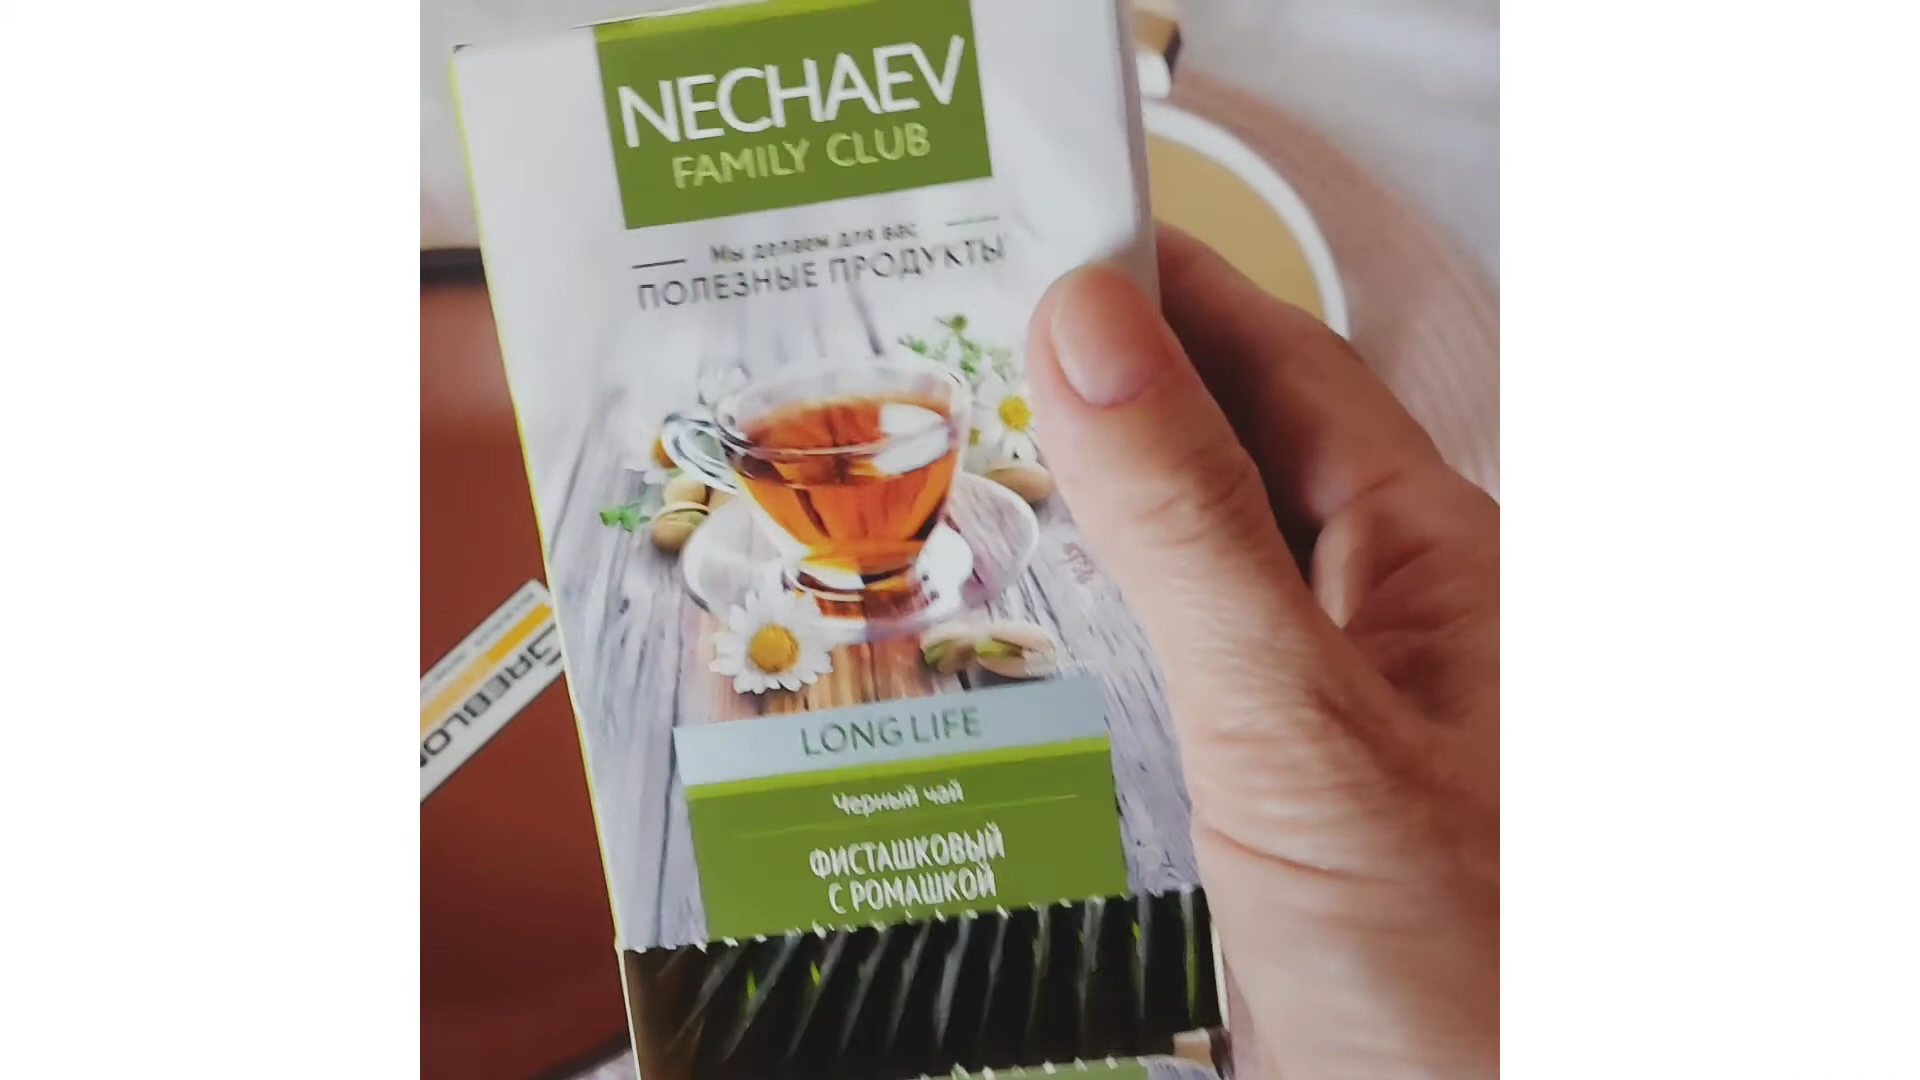 NECHAEV
FAMILY CLUB
Мы делаем для вас
ПОЛЕЗНЫЕ ПРОДУКТЫ
LONG LIFE
Черный чай
ФИСТАШКОВЫЙ
С РОМАШКОЙ